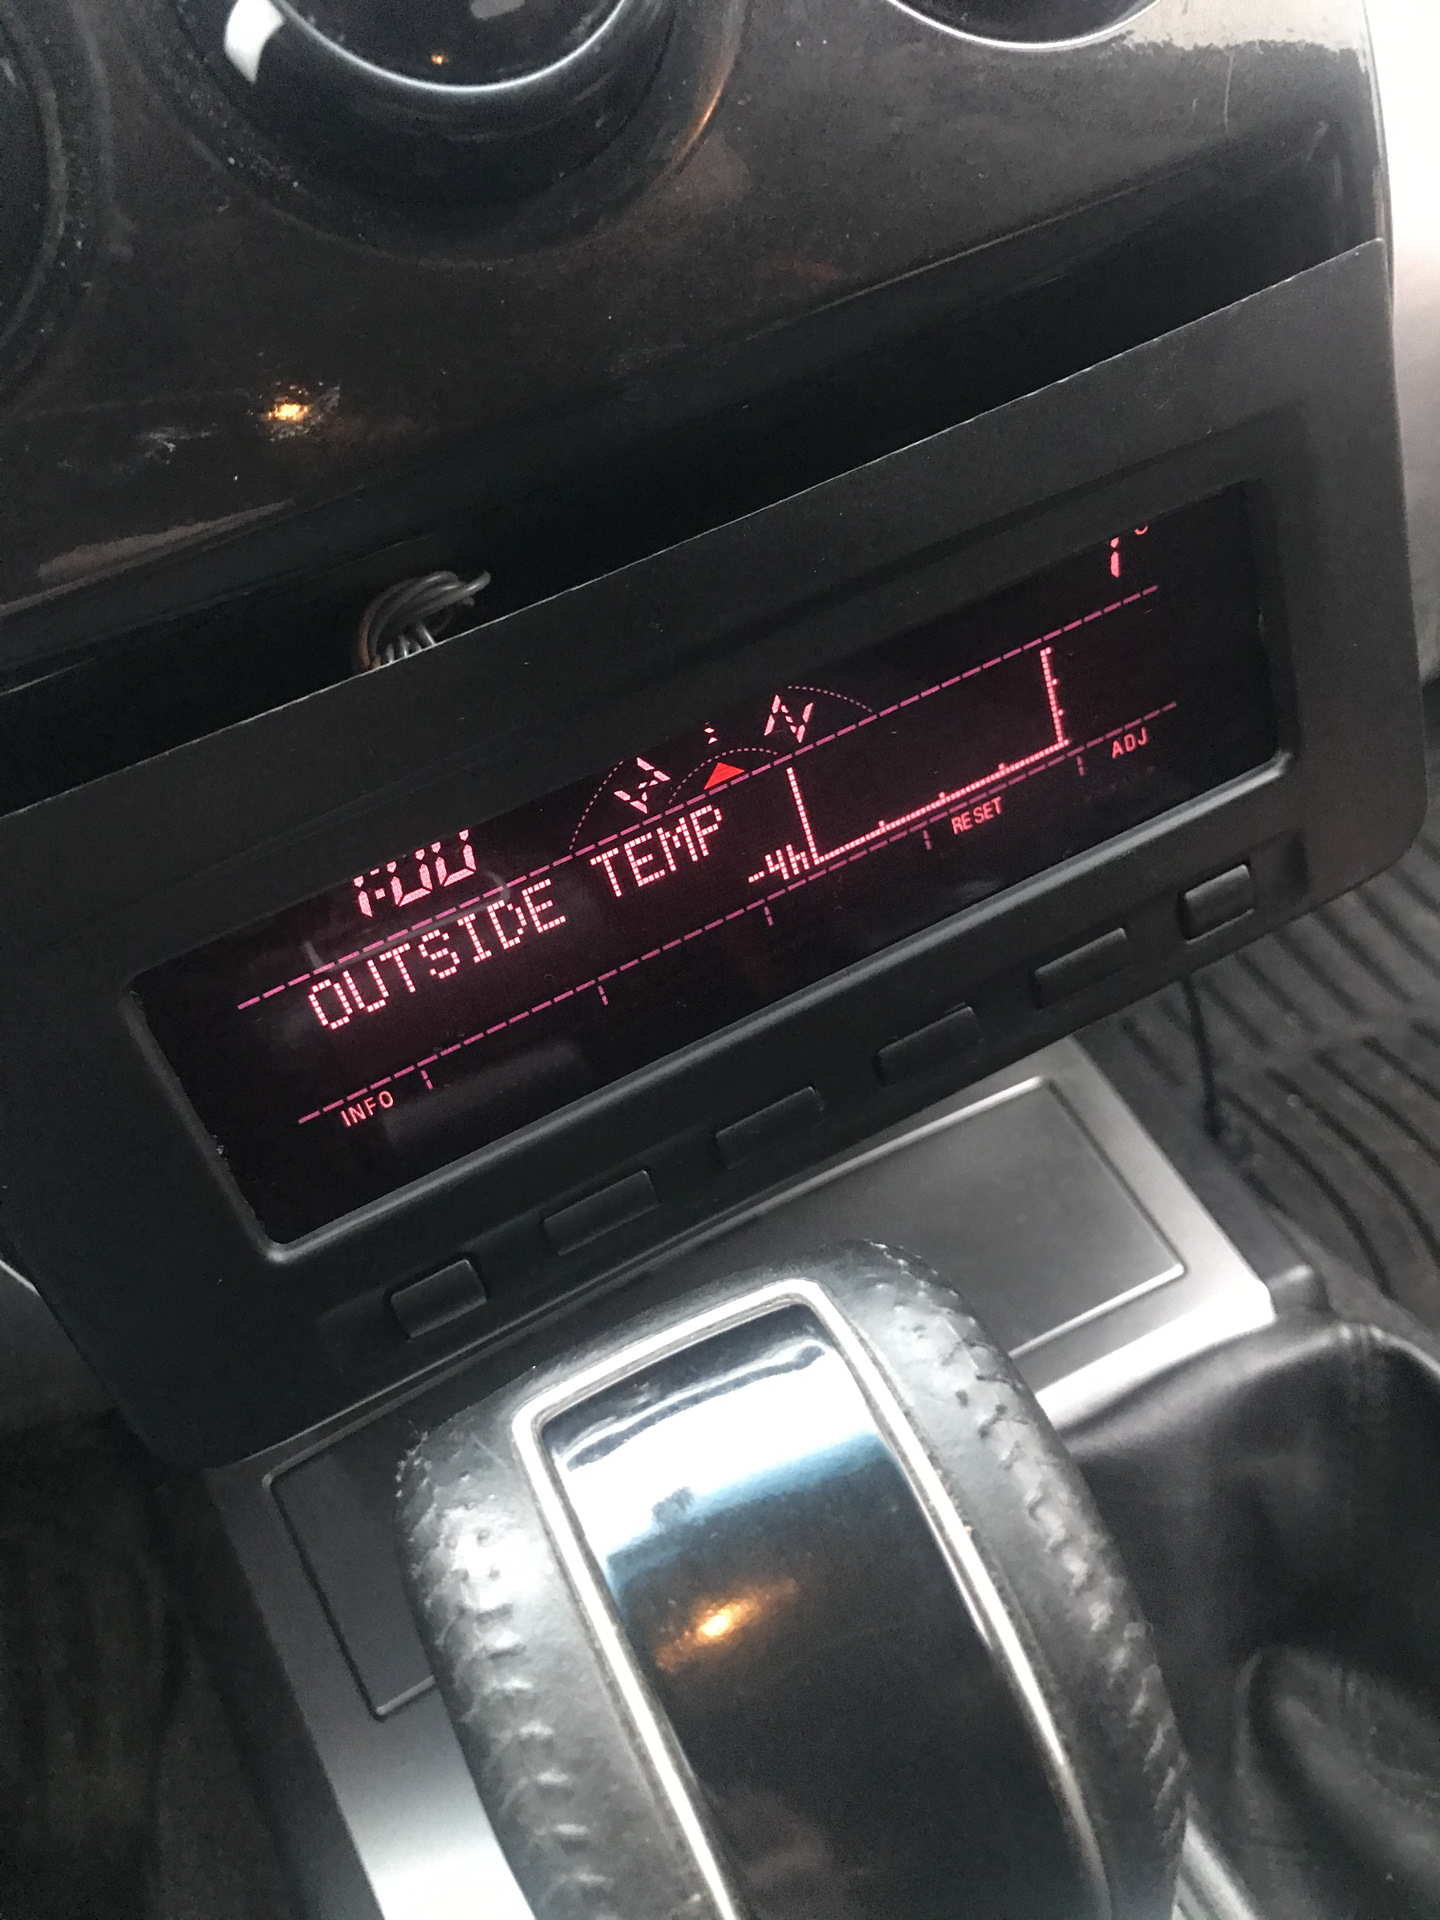 OUTSIDE TEMP
-4h
RESET
ADJ
INFO